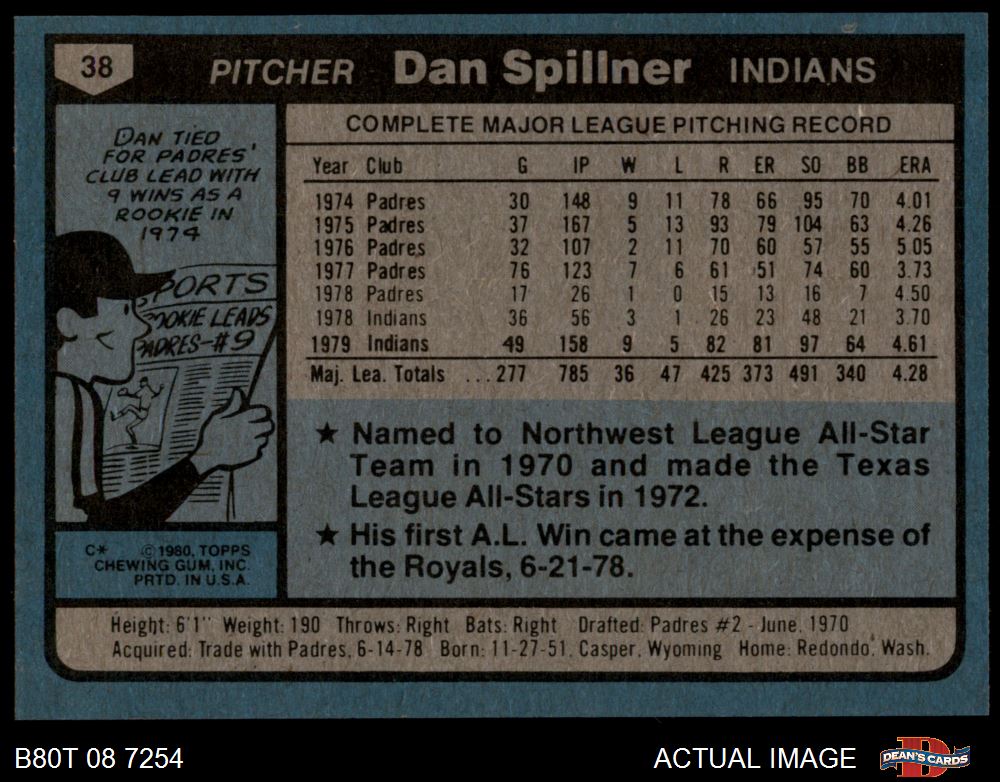 38 PITCHER Dan Spillner INDIANS
DAN TIED
FOR PADRES'
CLUB LEAD WITH
9 WINS AS A
ROOKIE IN
1974
SPORTS
ROOKIE LEADS
PADRES-#9
C* ©1980, TOPPS
CHEWING GUM, INC.
PRTD. IN U.S.A.
COMPLETE MAJOR LEAGUE PITCHING RECORD
Year Club G IP W L R ER SO BB ERA
1974 Padres 30 148 9 11 78 66 95 70 4.01
1975 Padres 37 167 5 13 93 79 104 63 4.26
1976 Padres 32 107 2 11 70 60 57 55 5.05
1977 Padres 76 123 7 6 61 51 74 60 3.73
1978 Padres 17 26 1 0 15 13 16 7 4.50
1978 Indians 36 56 3 1 26 23 48 21 3.70
1979 Indians 49 158 9 5 82 81 97 64 4.61
Maj. Lea. Totals ...277 785 36 47 425 373 491 340 4.28
★ Named to Northwest League All-Star
Team in 1970 and made the Texas
League All-Stars in 1972.
★ His first A.L. Win came at the expense of
the Royals, 6-21-78.
Height: 6'1" Weight: 190 Throws: Right Bats: Right Drafted: Padres #2 - June, 1970
Acquired: Trade with Padres, 6-14-78 Born: 11-27-51, Casper, Wyoming Home: Redondo, Wash.
B80T 08 7254 ACTUAL IMAGE DEAN'S CARDS